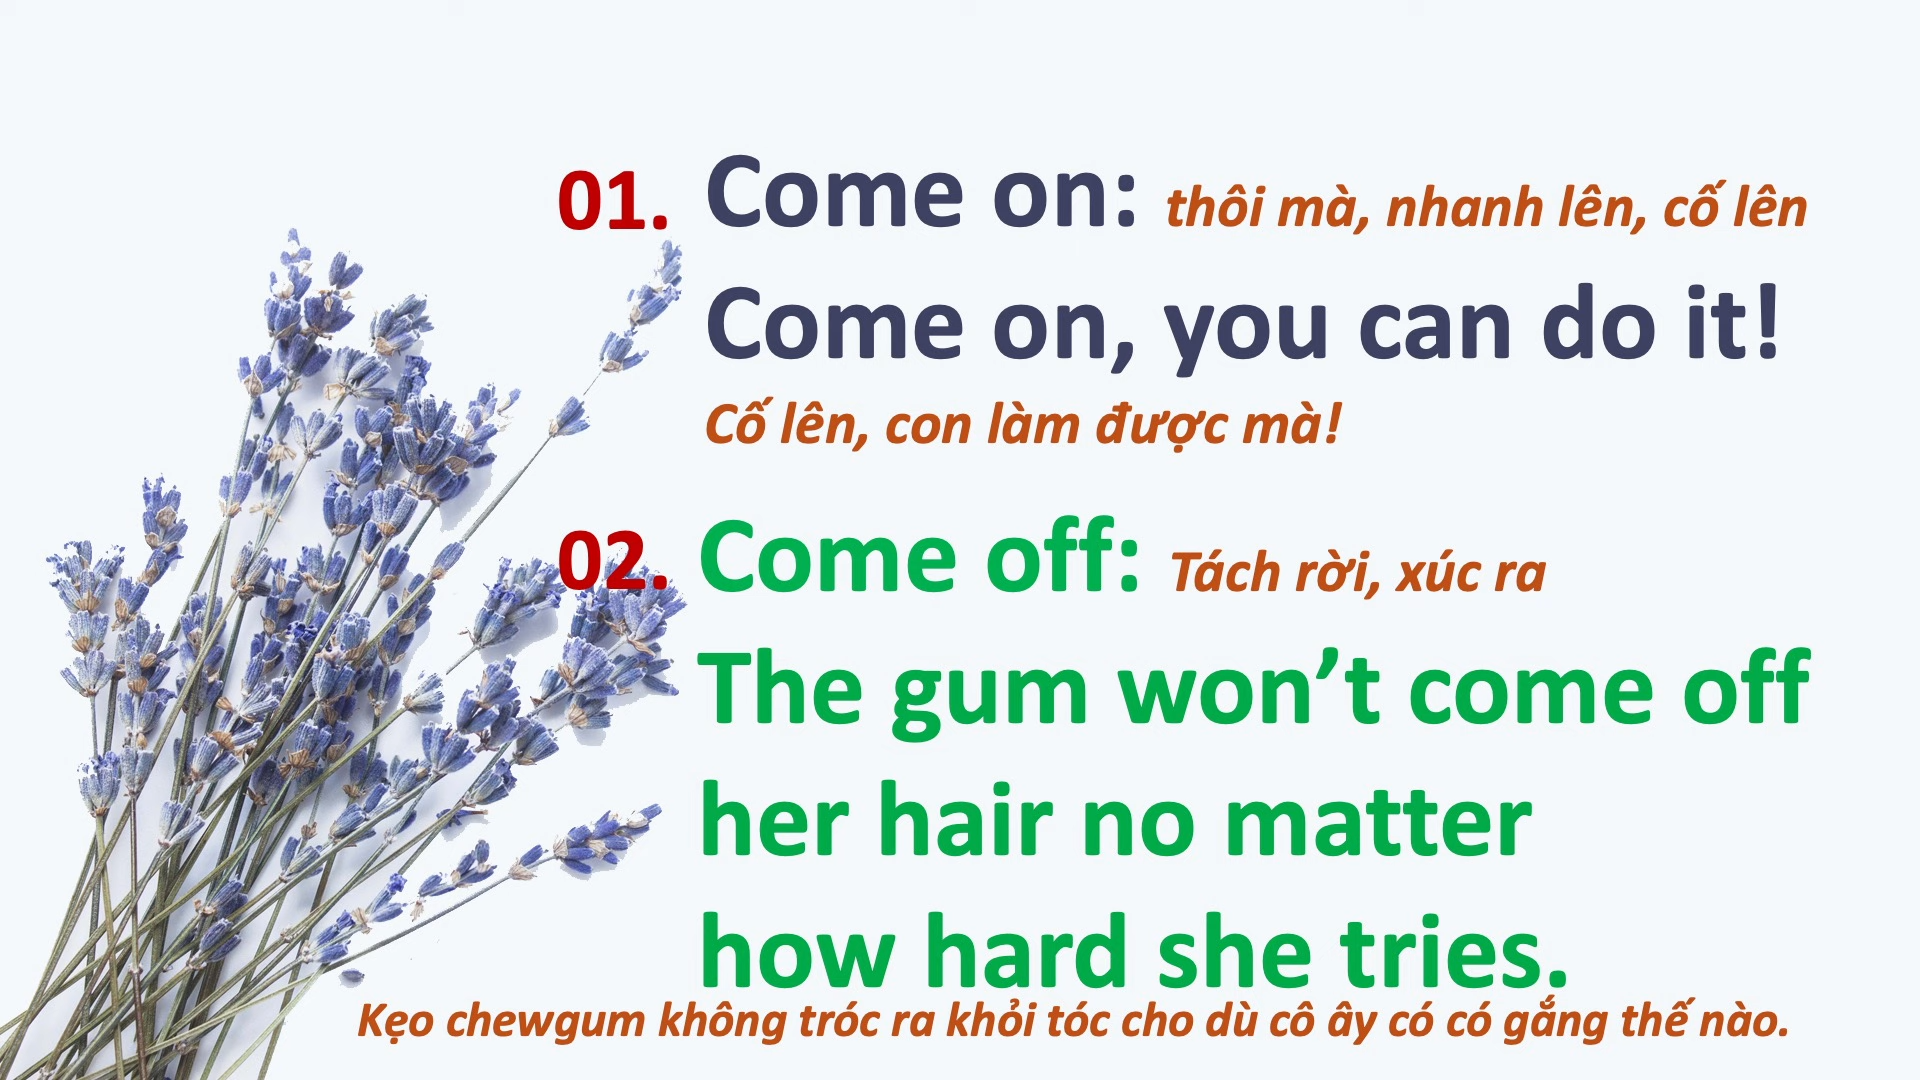 01. Come on: thôi mà, nhanh lên, cố lên
Come on, you can do it!
Cố lên, con làm được mà!
02. Come off: Tách rời, xúc ra
The gum won’t come off
her hair no matter
how hard she tries.
Kẹo chewgum không tróc ra khỏi tóc cho dù cô ây có có gắng thế nào.